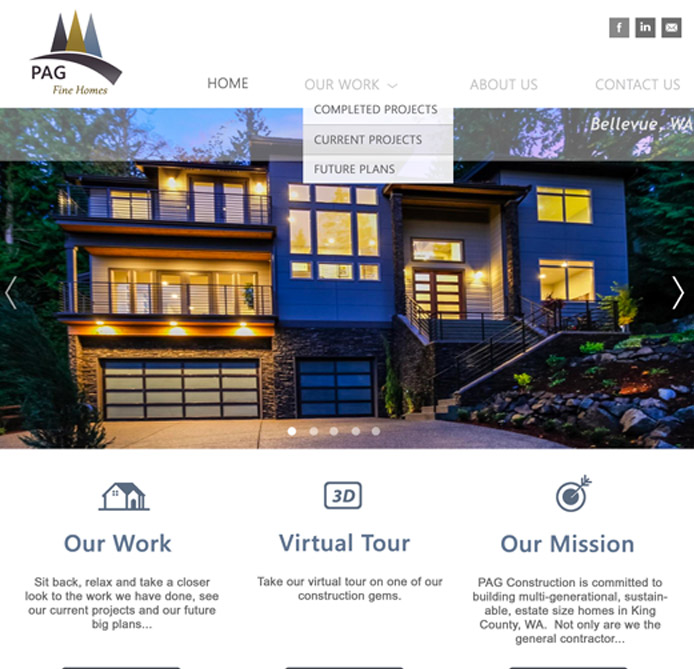 PAG
Fine Homes
f in
HOME OUR WORK ABOUT US CONTACT US
COMPLETED PROJECTS
CURRENT PROJECTS
FUTURE PLANS
Bellevue, WA
3D
Our Work
Sit back, relax and take a closer
look to the work we have done, see
our current projects and our future
big plans...
Virtual Tour
Take our virtual tour on one of our
construction gems.
Our Mission
PAG Construction is committed to
building multi-generational, sustain-
able, estate size homes in King
County, WA. Not only are we the
general contractor...